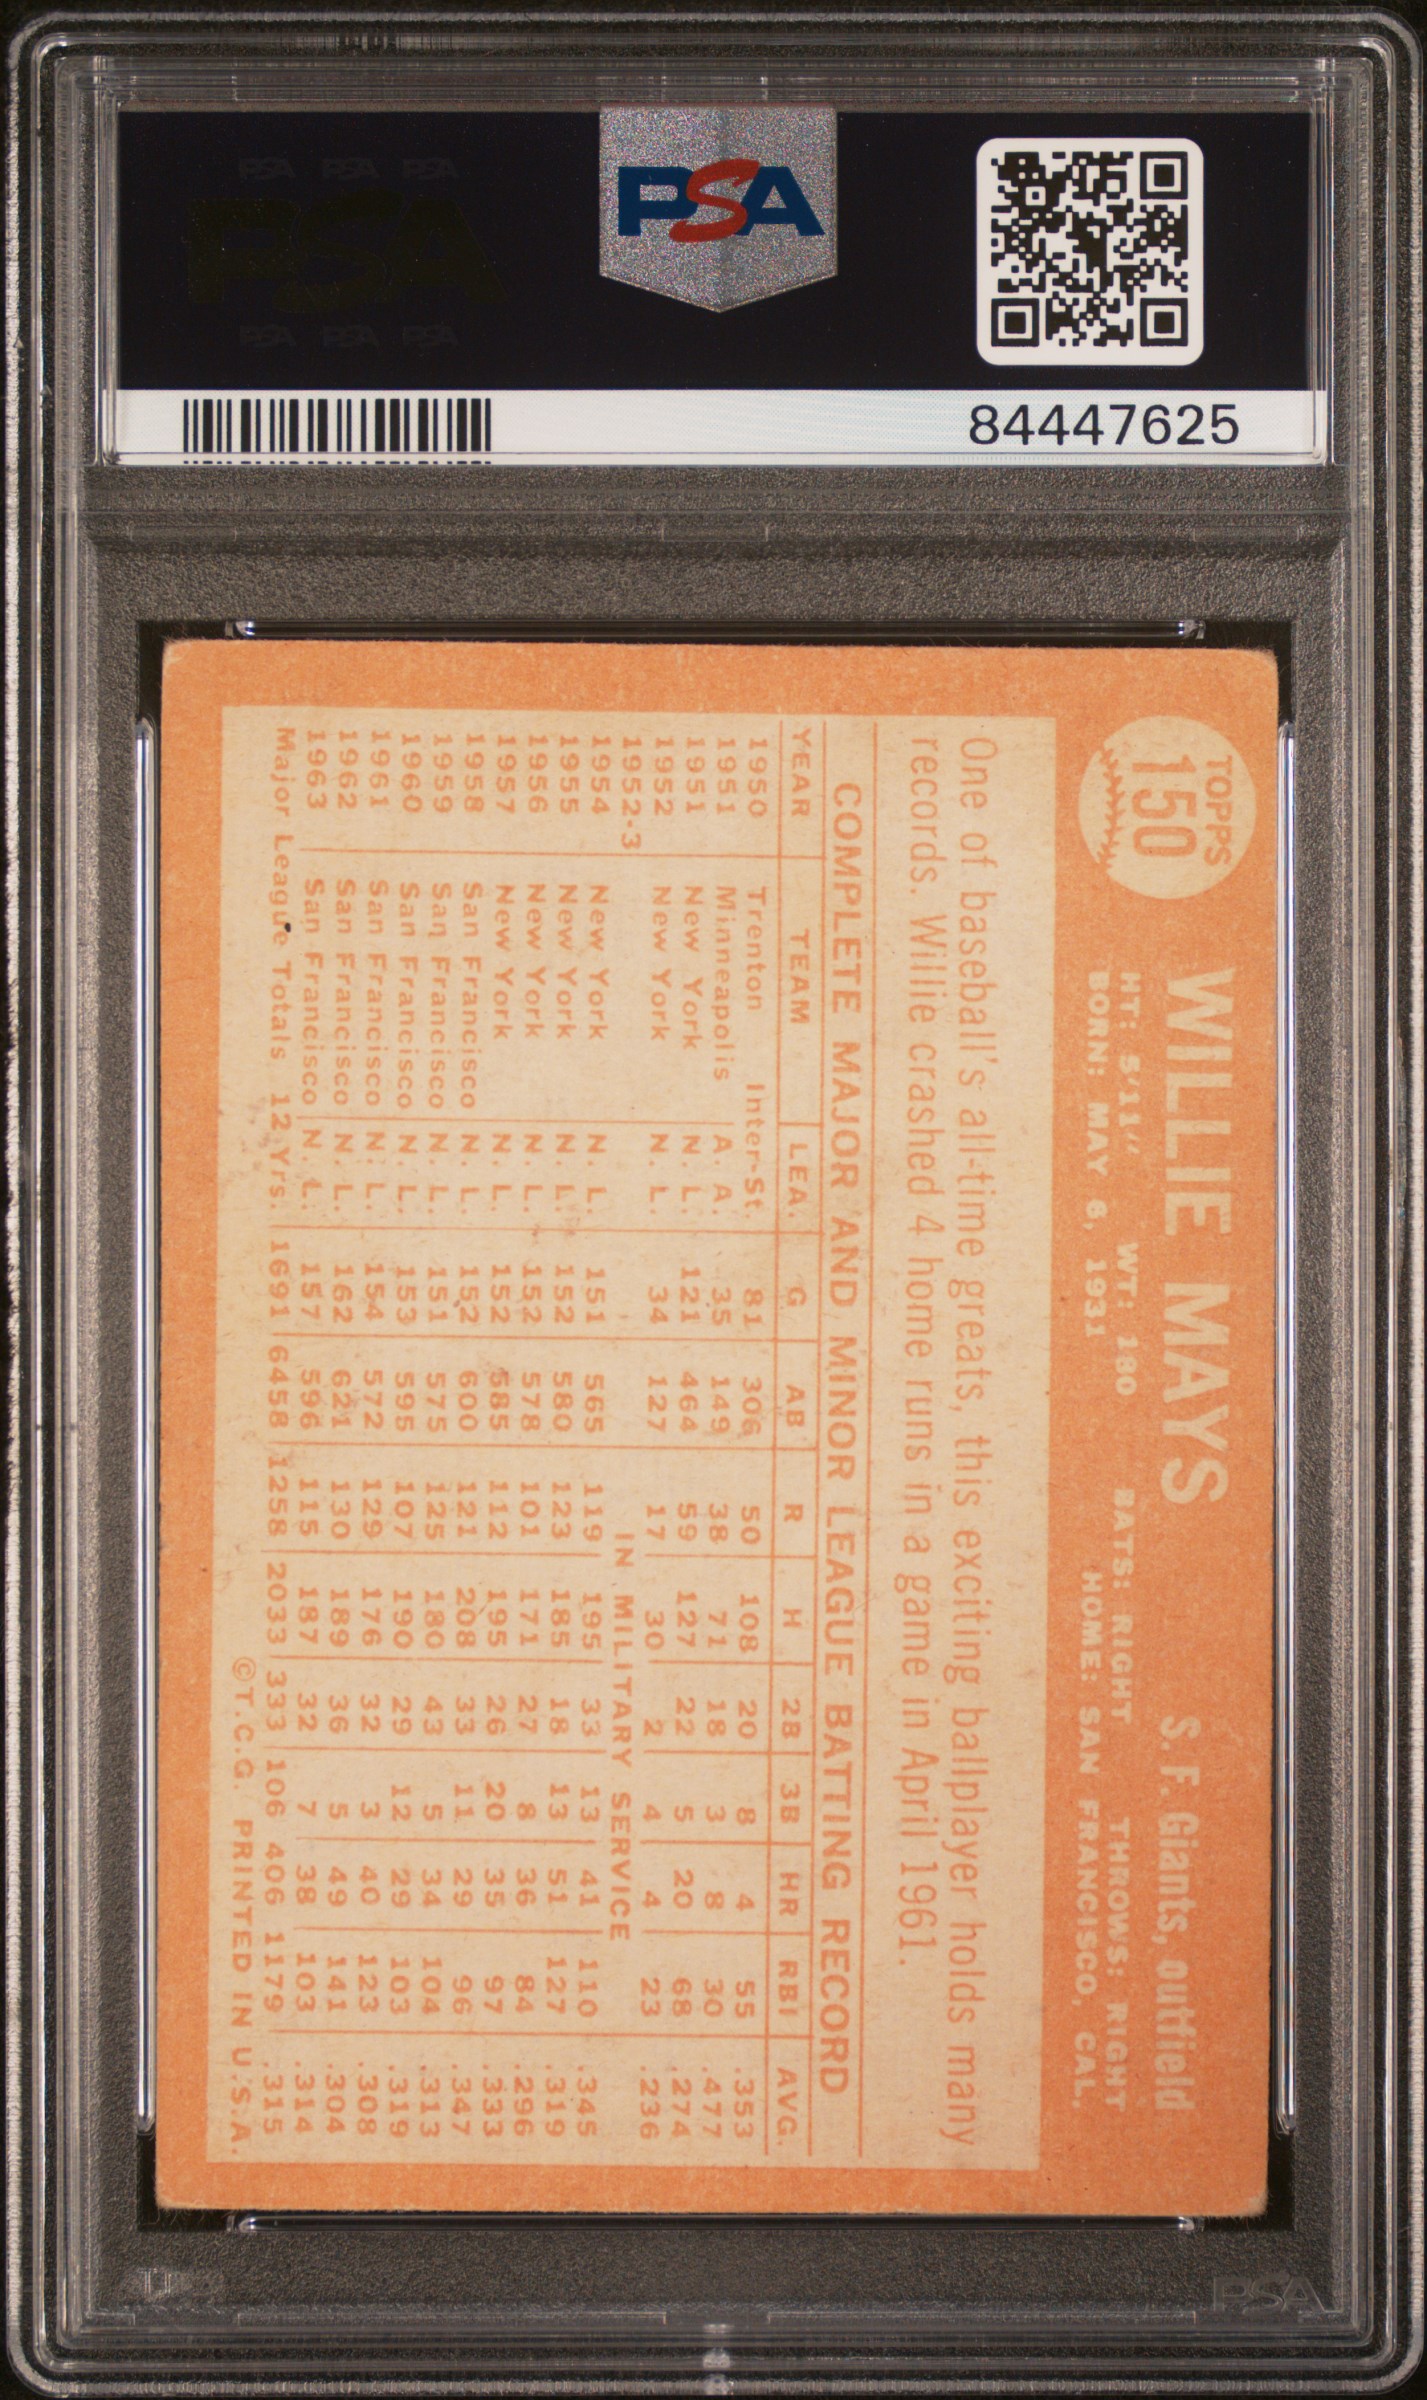 PSA PSA PSA
PSA
PSA PSA PSA
PSA
84447625
TOPPS
150
WILLIE MAYS
S. F. Giants, outfield
HT: 5'11" WT: 180 BATS: RIGHT THROWS: RIGHT
BORN: MAY 6, 1931 HOME: SAN FRANCISCO, CAL.
One of baseball's all-time greats, this exciting ballplayer holds many
records. Willie crashed 4 home runs in a game in April 1961.
COMPLETE MAJOR AND MINOR LEAGUE BATTING RECORD
YEAR TEAM LEA. G AB R H 2B 3B HR RBI AVG.
1950 Trenton Inter-St. 81 306 50 108 20 8 4 55 .353
1951 Minneapolis A. A. 35 149 38 71 18 3 8 30 .477
1951 New York N. L. 121 464 59 127 22 5 20 68 .274
1952 New York N. L. 34 127 17 30 2 4 4 23 .236
1952-3 IN MILITARY SERVICE
1954 New York N. L. 151 565 119 195 33 13 41 110 .345
1955 New York N. L. 152 580 123 185 18 13 51 127 .319
1956 New York N. L. 152 578 101 171 27 8 36 84 .296
1957 New York N. L. 152 585 112 195 26 20 35 97 .333
1958 San Francisco N. L. 152 600 121 208 33 11 29 96 .347
1959 San Francisco N. L. 151 575 125 180 43 5 34 104 .313
1960 San Francisco N. L. 153 595 107 190 29 12 29 103 .319
1961 San Francisco N. L. 154 572 129 176 32 3 40 123 .308
1962 San Francisco N. L. 162 621 130 189 36 5 49 141 .304
1963 San Francisco N. L. 157 596 115 187 32 7 38 103 .314
Major League Totals 12 Yrs. 1691 6458 1258 2033 333 106 406 1179 .315
©T.C.G. PRINTED IN U.S.A.
PSA